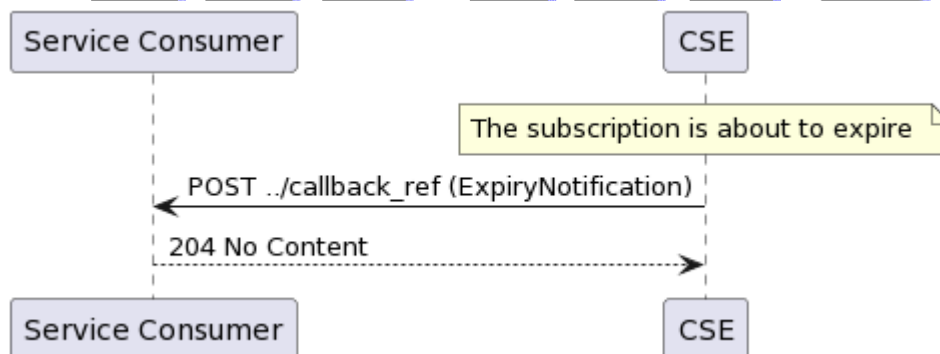 Service Consumer
CSE
The subscription is about to expire
POST ../callback_ref (ExpiryNotification)
204 No Content
Service Consumer
CSE